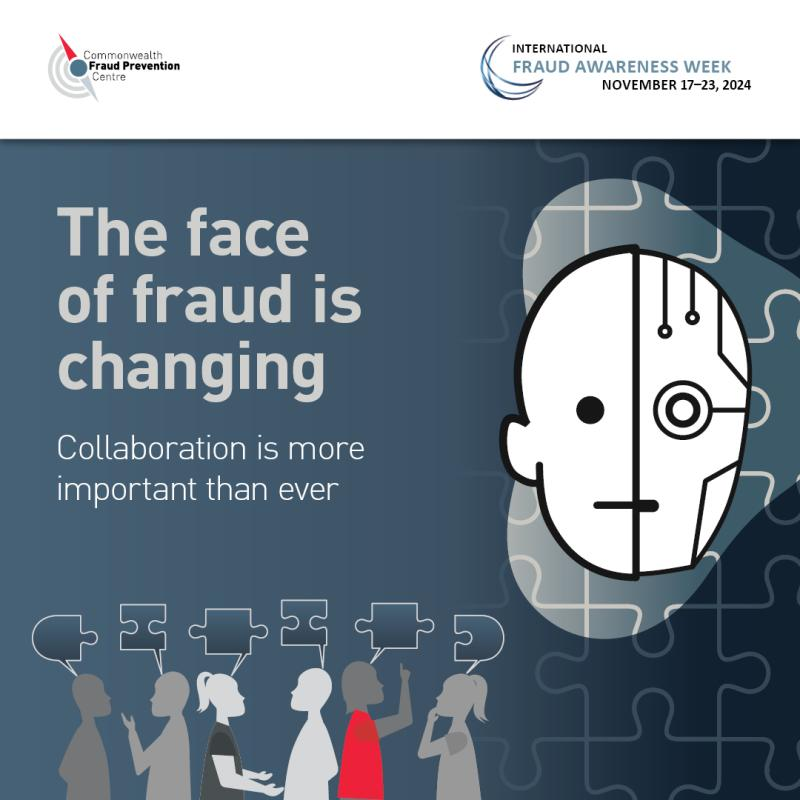 Commonwealth
Fraud Prevention
Centre
INTERNATIONAL
FRAUD AWARENESS WEEK
NOVEMBER 17–23, 2024
The face
of fraud is
changing
Collaboration is more
important than ever